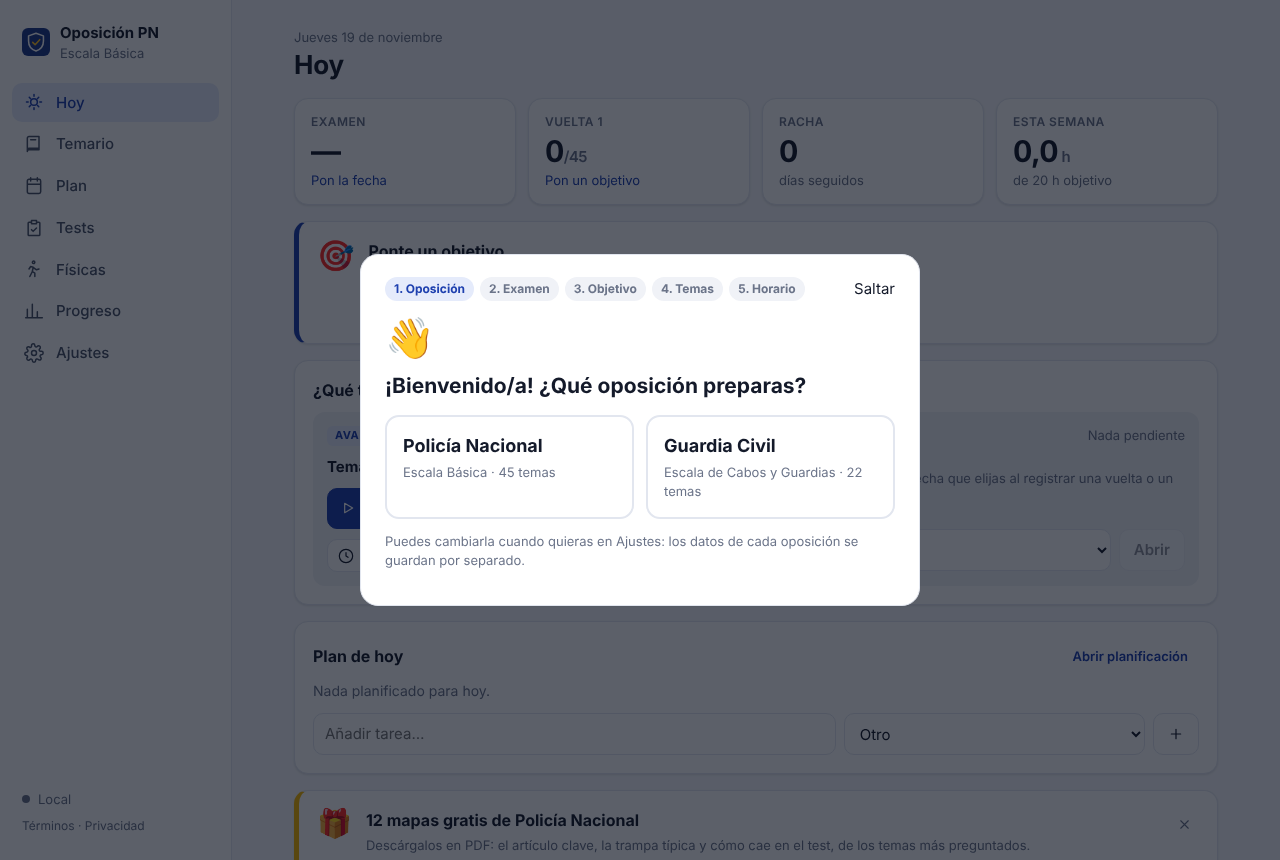 Oposición PN
Escala Básica
Hoy
Temario
Plan
Tests
Físicas
Progreso
Ajustes
Local
Términos · Privacidad
Jueves 19 de noviembre
Hoy
EXAMEN
—
Pon la fecha
VUELTA 1
0/45
Pon un objetivo
RACHA
0
días seguidos
ESTA SEMANA
0,0 h
de 20 h objetivo
Ponte un objetivo
1. Oposición
2. Examen
3. Objetivo
4. Temas
5. Horario
Saltar
¡Bienvenido/a! ¿Qué oposición preparas?
Policía Nacional
Escala Básica · 45 temas
Guardia Civil
Escala de Cabos y Guardias · 22
temas
Puedes cambiarla cuando quieras en Ajustes: los datos de cada oposición se
guardan por separado.
¿Qué
Nada pendiente
que elijas al registrar una vuelta o un
Abrir
Plan de hoy
Abrir planificación
Nada planificado para hoy.
Añadir tarea...
Otro
+
12 mapas gratis de Policía Nacional
Descárgalos en PDF: el artículo clave, la trampa típica y cómo cae en el test, de los temas más preguntados.